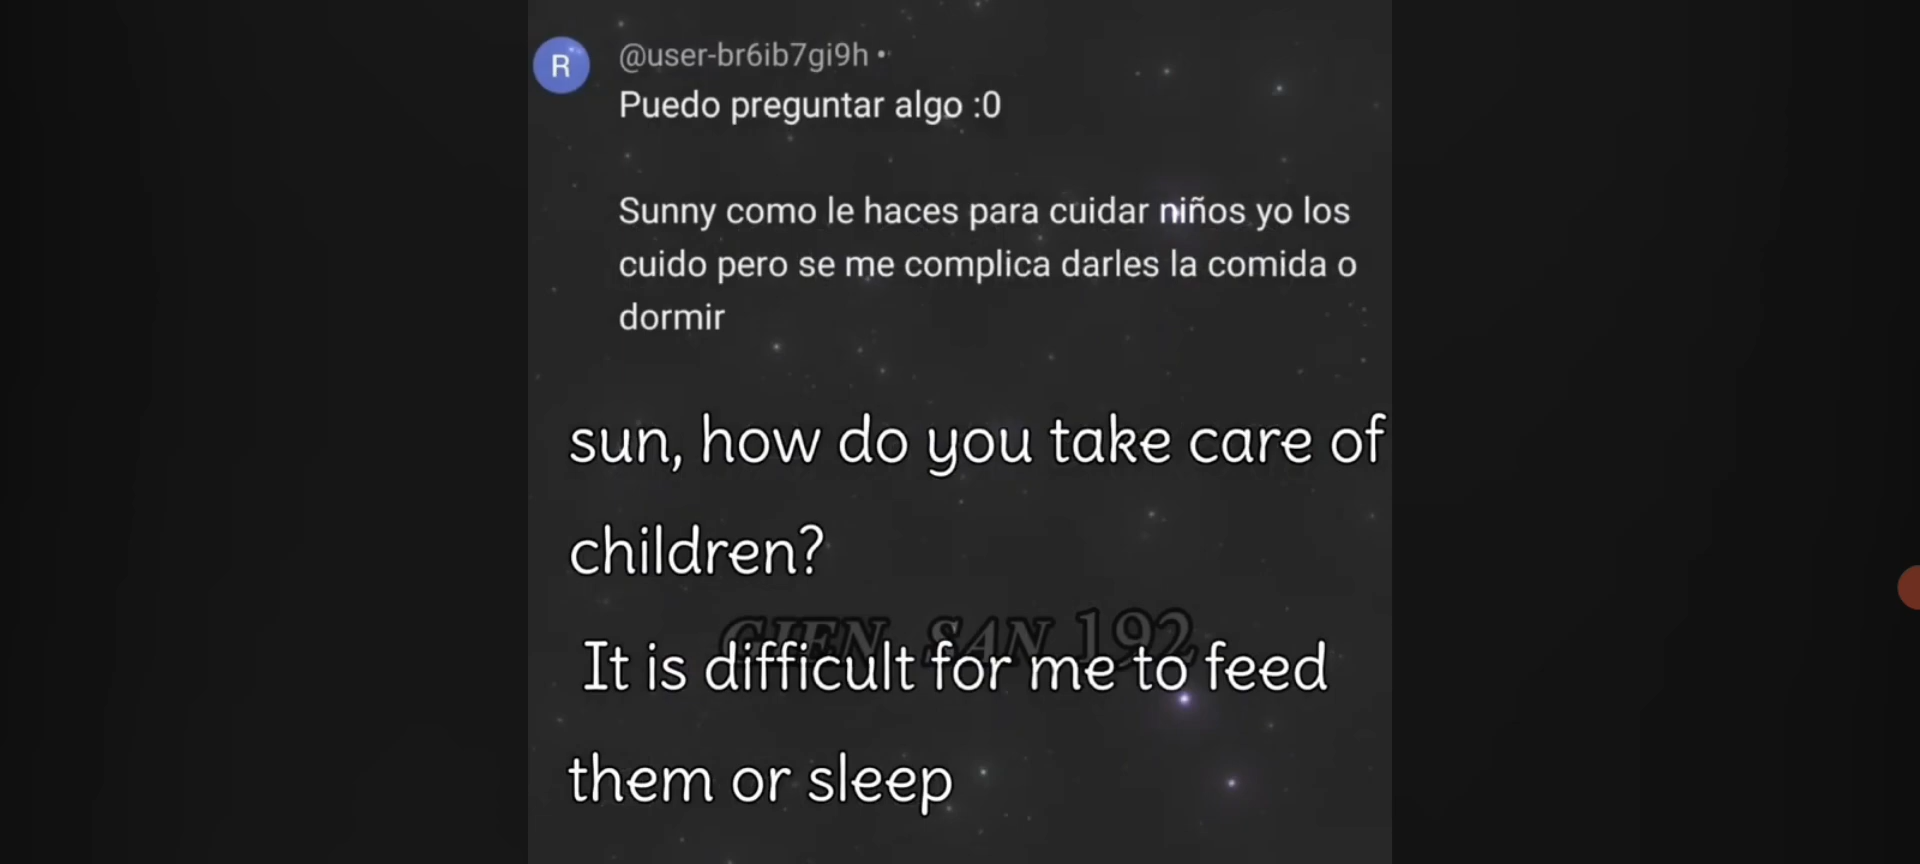 R
@user-br6ib7gi9h •
Puedo preguntar algo :0
Sunny como le haces para cuidar niños yo los
cuido pero se me complica darles la comida o
dormir
sun, how do you take care of
children?
GIEN_SAN 192
It is difficult for me to feed
them or sleep